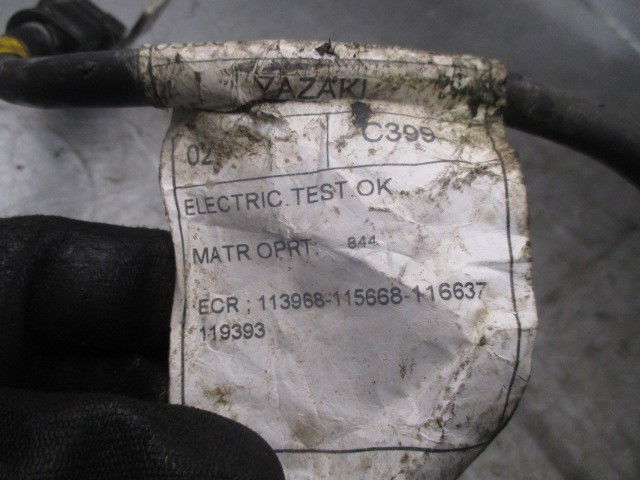 YAZAKI
02 C399
ELECTRIC.TEST.OK
MATR OPRT: 844
ECR ; 113968-115668-116637
119393